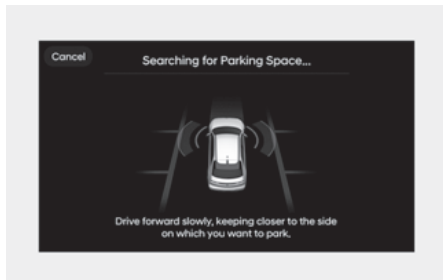 Cancel
Searching for Parking Space...
Drive forward slowly, keeping closer to the side
on which you want to park.